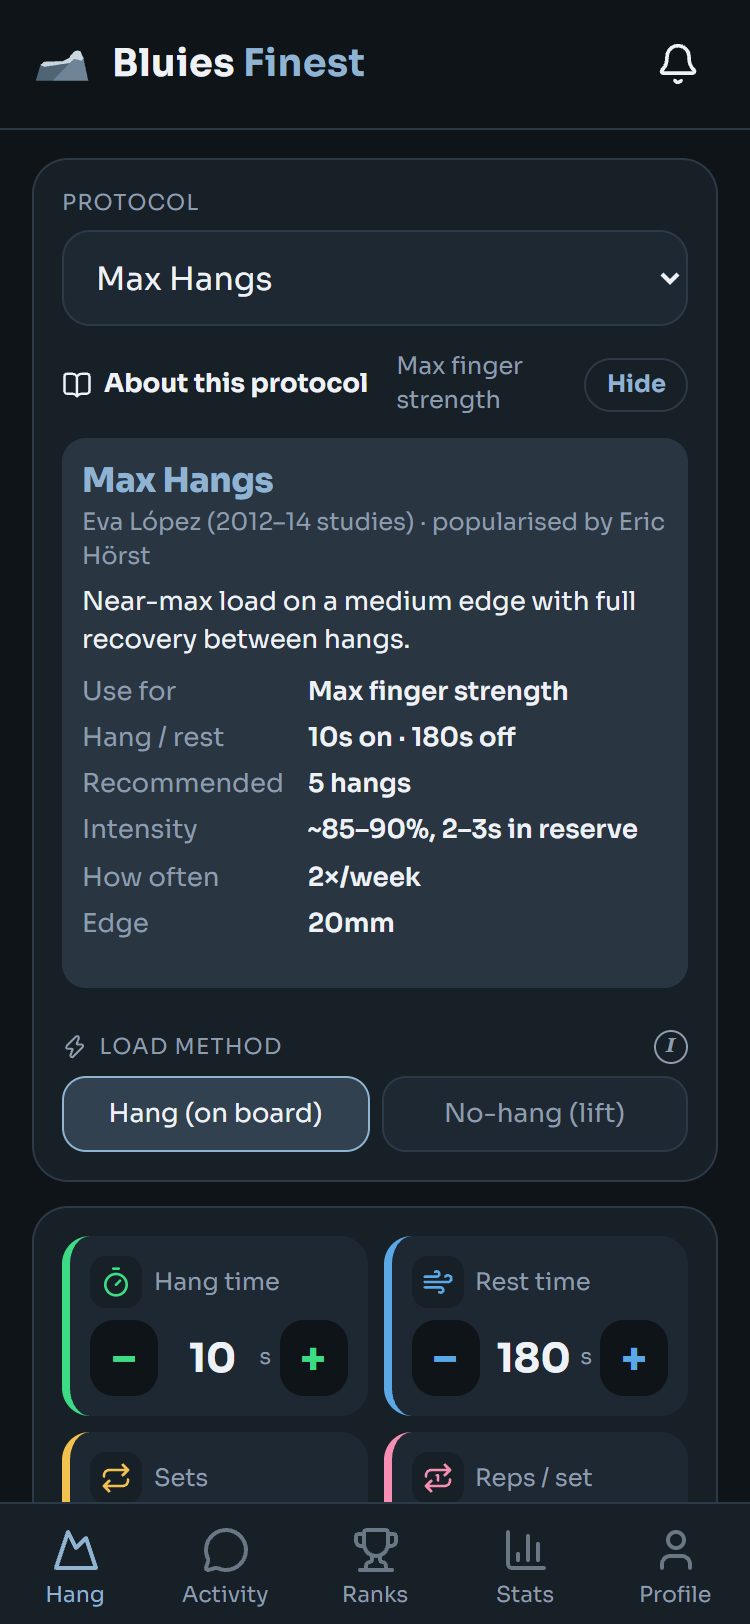 Bluies Finest
PROTOCOL
Max Hangs
About this protocol
Max finger
strength
Hide
Max Hangs
Eva López (2012–14 studies) · popularised by Eric
Hörst
Near-max load on a medium edge with full
recovery between hangs.
Use for Max finger strength
Hang / rest 10s on · 180s off
Recommended 5 hangs
Intensity ~85–90%, 2–3s in reserve
How often 2×/week
Edge 20mm
LOAD METHOD I
Hang (on board) No-hang (lift)
Hang time Rest time
− 10 s + − 180 s +
Sets Reps / set
Hang Activity Ranks Stats Profile